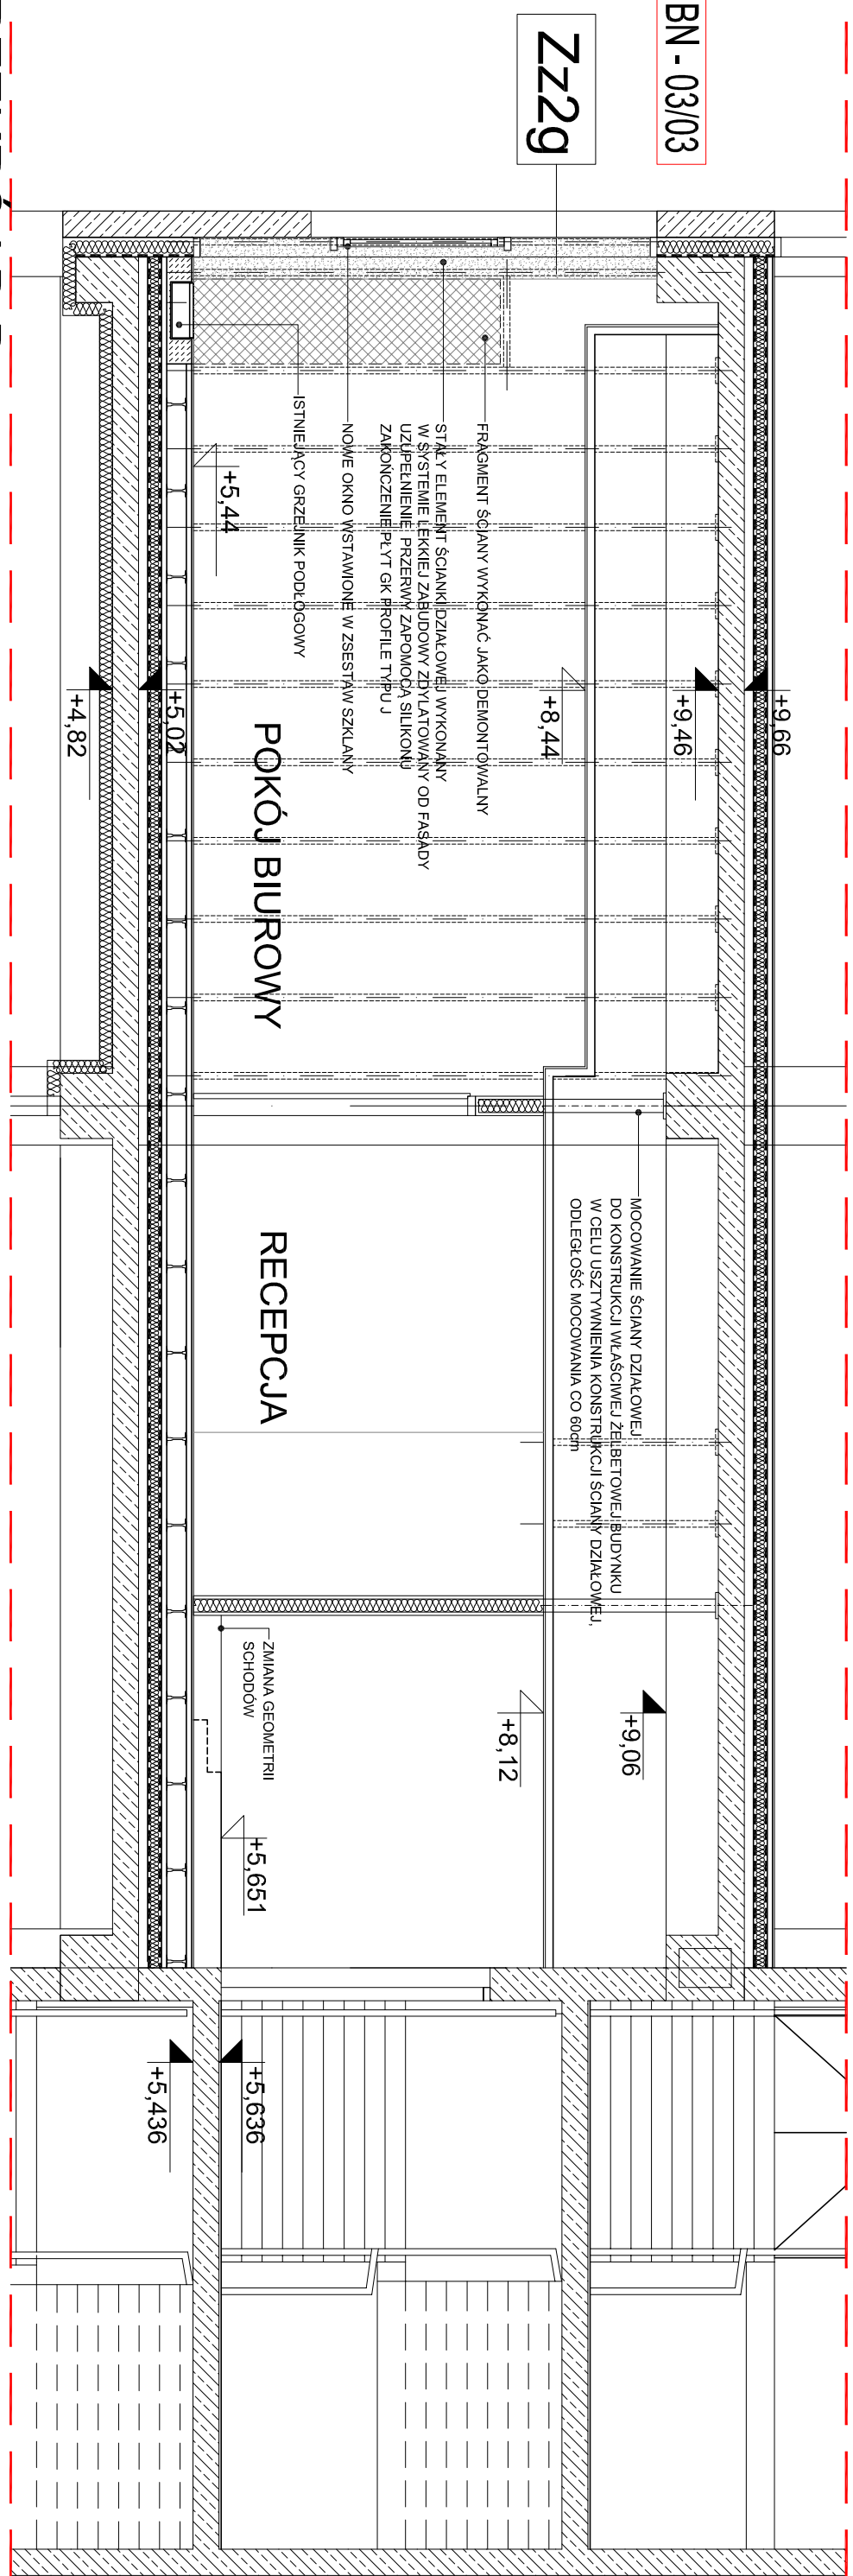 BN - 03/03
Zz2g
FRAGMENT ŚCIANY WYKONAĆ JAKO DEMONTOWALNY
STAŁY ELEMENT ŚCIANKI DZIAŁOWEJ WYKONANY
W SYSTEMIE LEKKIEJ ZABUDOWY ZDYLATOWANY OD FASADY
UZUPEŁNIENIE PRZERWY ZAPOMOCĄ SILIKONU
ZAKOŃCZENIE PŁYT GK PROFILE TYPU J
NOWE OKNO WSTAWIONE W ZSESTAW SZKLANY
ISTNIEJĄCY GRZEJNIK PODŁOGOWY
+5,44
+9,66
+9,46
+8,44
+5,02
+4,82
POKÓJ BIUROWY
MOCOWANIE ŚCIANY DZIAŁOWEJ
DO KONSTRUKCJI WŁAŚCIWEJ ŻELBETOWEJ BUDYNKU
W CELU USZTYWNIENIA KONSTRUKCJI ŚCIANY DZIAŁOWEJ,
ODLEGŁOŚĆ MOCOWANIA CO 60cm
RECEPCJA
ZMIANA GEOMETRII
SCHODÓW
+9,06
+8,12
+5,651
+5,636
+5,436